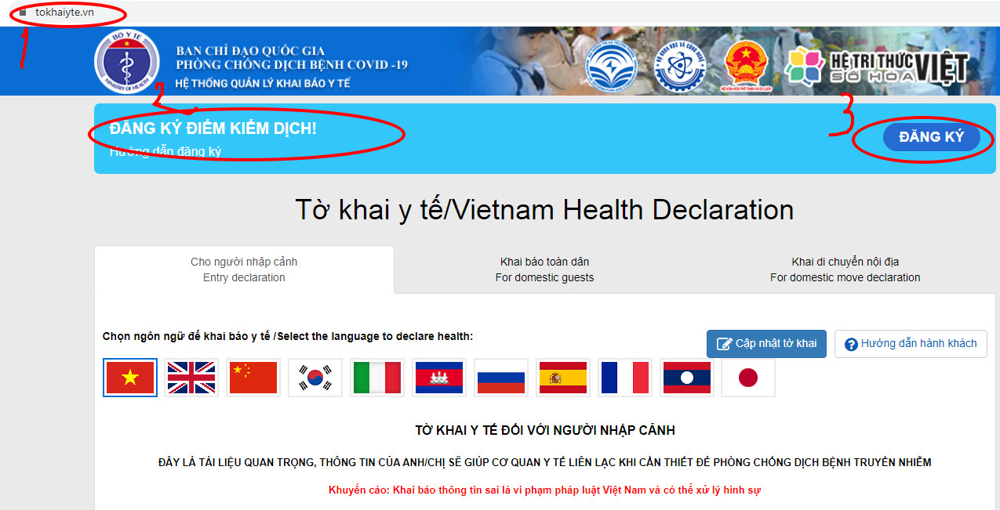 tokhaiyte.vn
1
BỘ Y TẾ
MINISTRY OF HEALTH
BAN CHỈ ĐẠO QUỐC GIA
PHÒNG CHỐNG DỊCH BỆNH COVID -19
HỆ THỐNG QUẢN LÝ KHAI BÁO Y TẾ
HỆ TRI THỨC
SỐ HÓA
VIỆT
2
3
ĐĂNG KÝ ĐIỂM KIỂM DỊCH!
Hướng dẫn đăng ký
ĐĂNG KÝ
Tờ khai y tế/Vietnam Health Declaration
Cho người nhập cảnh
Entry declaration
Khai báo toàn dân
For domestic guests
Khai di chuyển nội địa
For domestic move declaration
Chọn ngôn ngữ để khai báo y tế /Select the language to declare health:
Cập nhật tờ khai
Hướng dẫn hành khách
TỜ KHAI Y TẾ ĐỐI VỚI NGƯỜI NHẬP CẢNH
ĐÂY LÀ TÀI LIỆU QUAN TRỌNG, THÔNG TIN CỦA ANH/CHỊ SẼ GIÚP CƠ QUAN Y TẾ LIÊN LẠC KHI CẦN THIẾT ĐỂ PHÒNG CHỐNG DỊCH BỆNH TRUYỀN NHIỄM
Khuyến cáo: Khai báo thông tin sai là vi phạm pháp luật Việt Nam và có thể xử lý hình sự